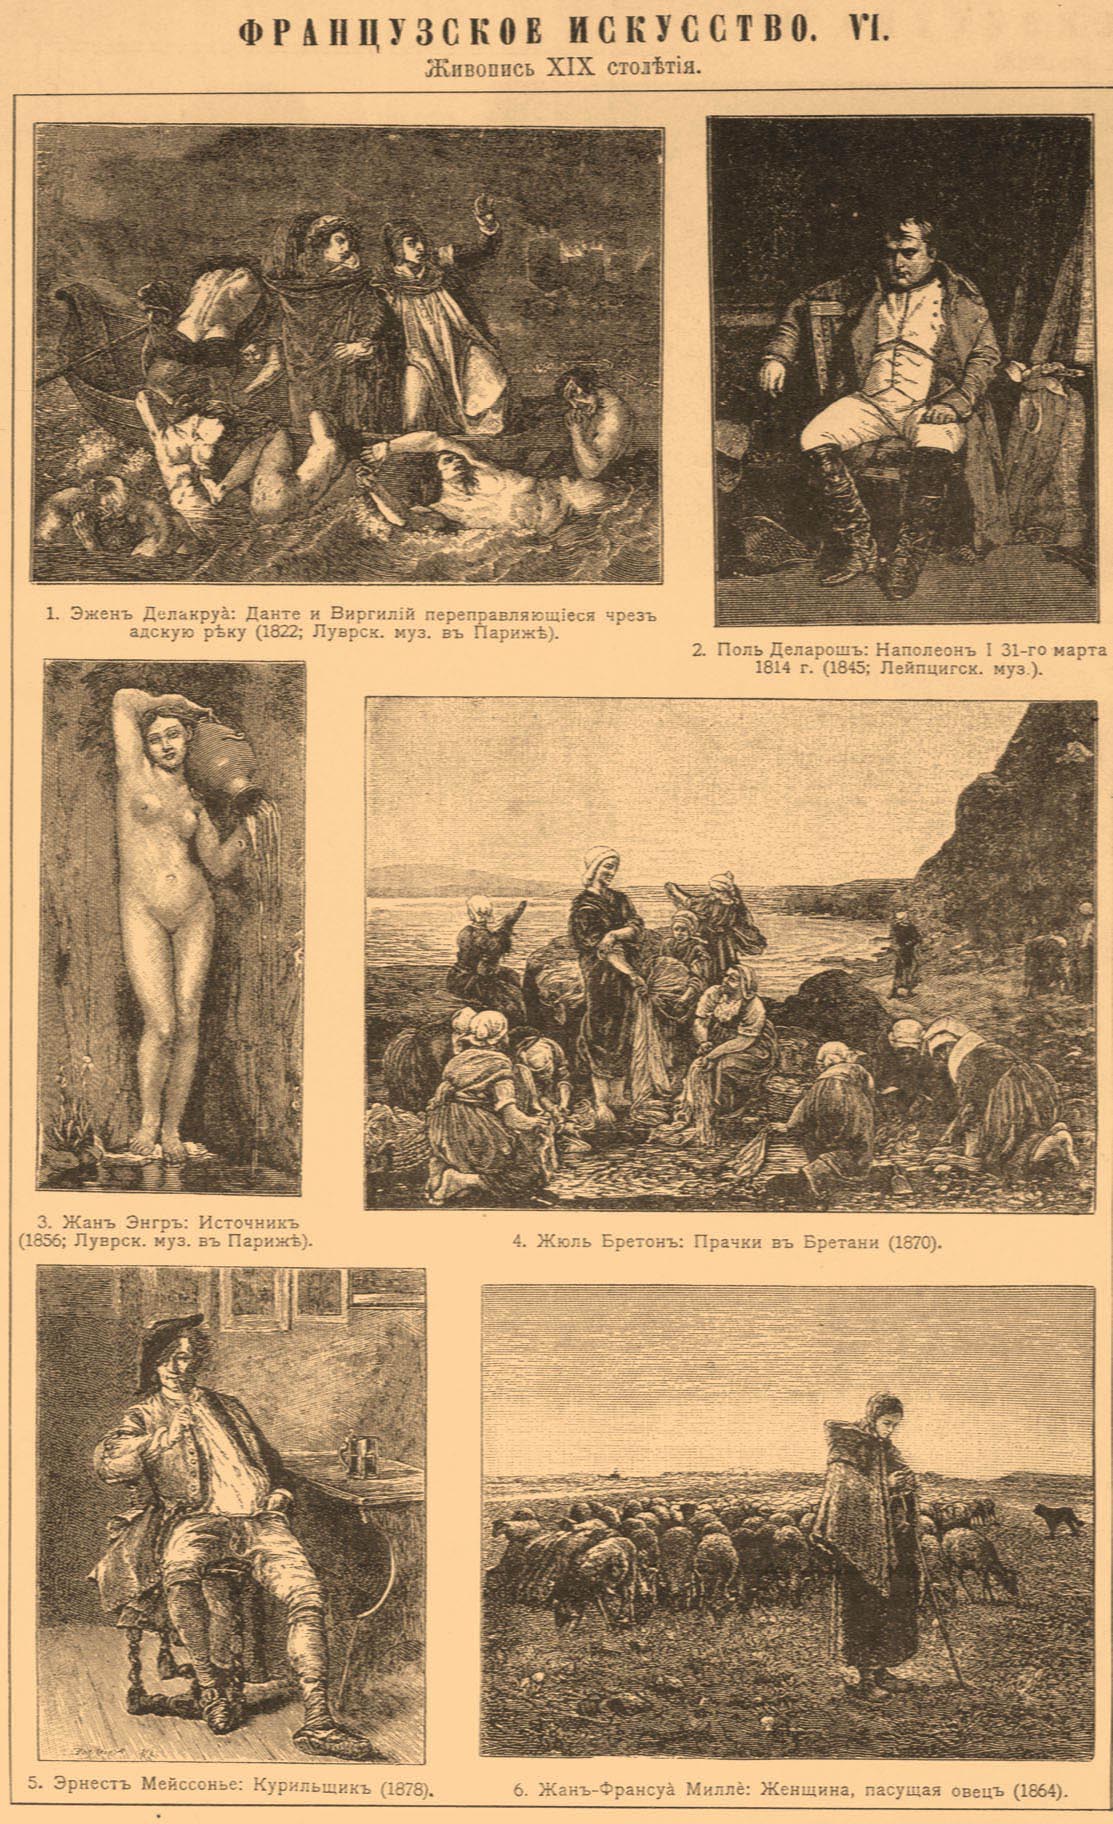 ФРАНЦУЗСКОЕ ИСКУССТВО. VI.
Живопись XIX столѣтія.
1. Эженъ Делакруà: Данте и Виргилій переправляющіеся чрезъ
адскую рѣку (1822; Луврск. муз. въ Парижѣ).
2. Поль Деларошъ: Наполеонъ I 31-го марта
1814 г. (1845; Лейпцигск. муз.).
3. Жанъ Энгръ: Источникъ
(1856; Луврск. муз. въ Парижѣ).
4. Жюль Бретонъ: Прачки въ Бретани (1870).
5. Эрнестъ Мейссонье: Курильщикъ (1878).
6. Жанъ-Франсуà Миллè: Женщина, пасущая овецъ (1864).